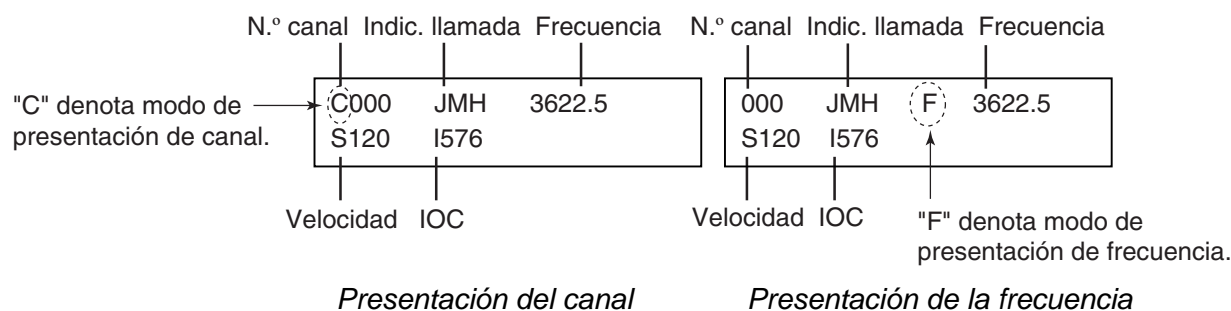 N.º canal Indic. llamada Frecuencia
"C" denota modo de
presentación de canal.
C000 JMH 3622.5
S120 I576
Velocidad IOC
Presentación del canal
N.º canal Indic. llamada Frecuencia
000 JMH F 3622.5
S120 I576
Velocidad IOC
"F" denota modo de
presentación de frecuencia.
Presentación de la frecuencia